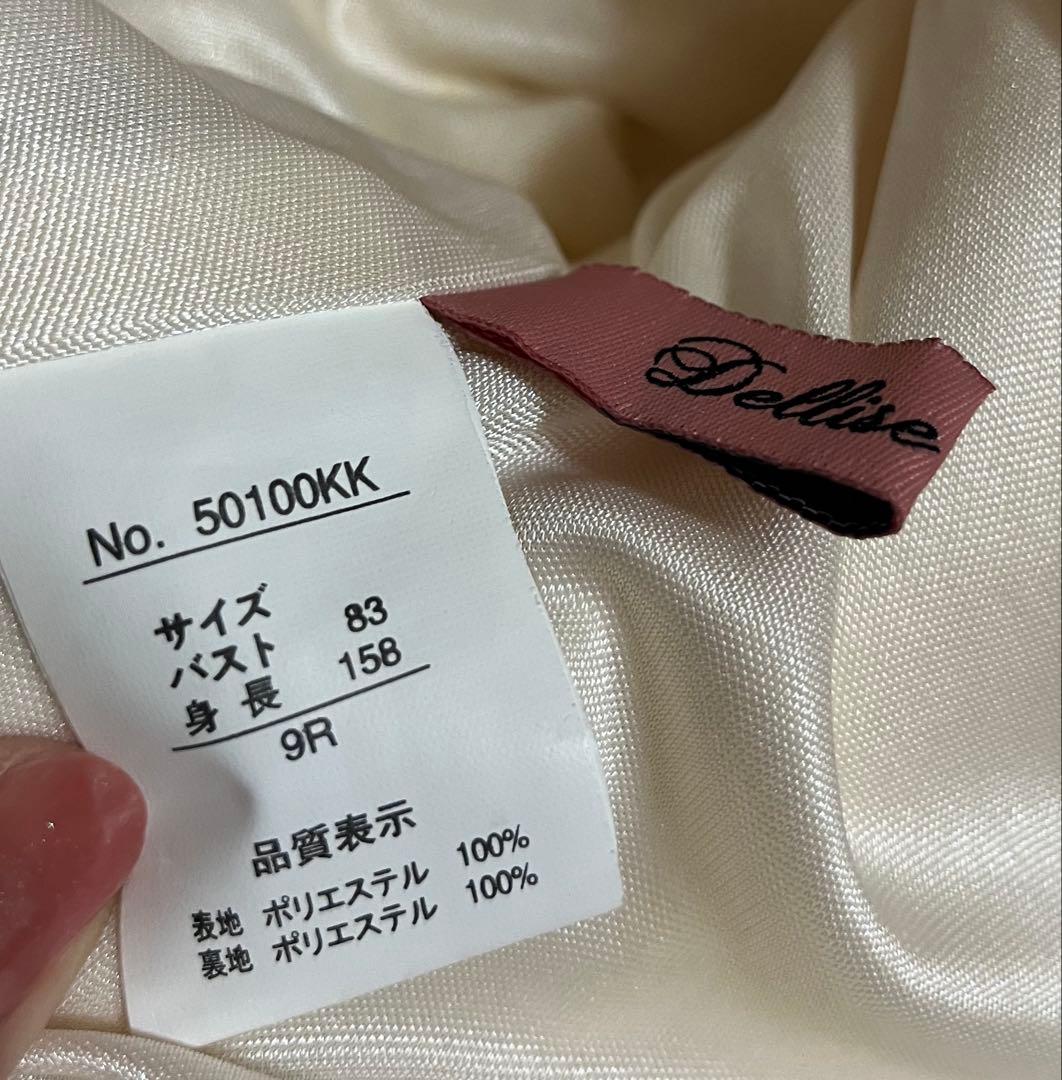 Dellise
No. 50100KK
サイズ
バスト 83
身長 158
9R
品質表示
表地 ポリエステル 100%
裏地 ポリエステル 100%